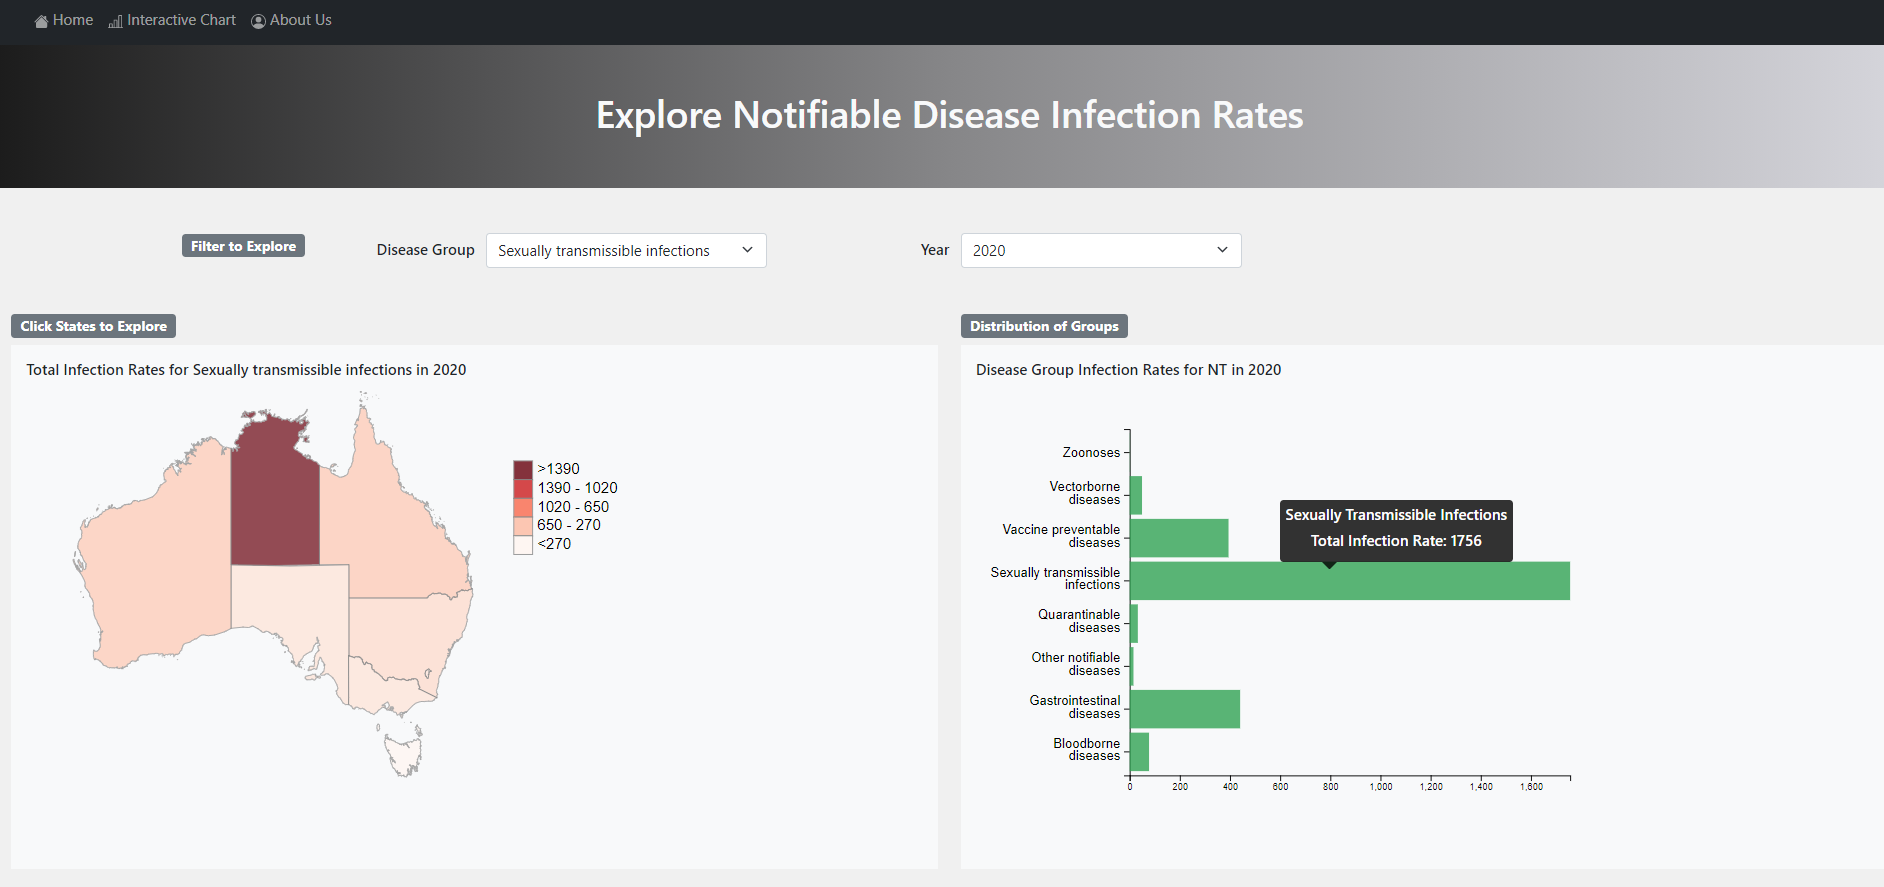 Home Interactive Chart About Us
Explore Notifiable Disease Infection Rates
Filter to Explore
Disease Group
Sexually transmissible infections
Year
2020
Click States to Explore
Total Infection Rates for Sexually transmissible infections in 2020
>1390
1390 - 1020
1020 - 650
650 - 270
<270
Distribution of Groups
Disease Group Infection Rates for NT in 2020
Zoonoses
Vectorborne
diseases
Vaccine preventable
diseases
Sexually transmissible
infections
Quarantinable
diseases
Other notifiable
diseases
Gastrointestinal
diseases
Bloodborne
diseases
Sexually Transmissible Infections
Total Infection Rate: 1756
0 200 400 600 800 1,000 1,200 1,400 1,600